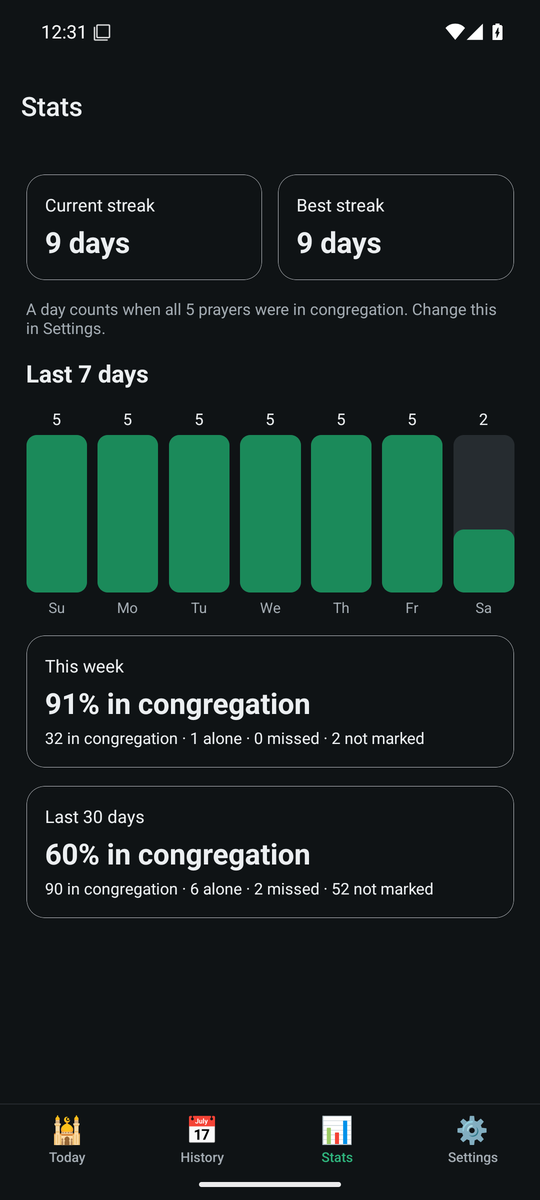 12:31
Stats
Current streak
9 days
Best streak
9 days
A day counts when all 5 prayers were in congregation. Change this
in Settings.
Last 7 days
5 5 5 5 5 5 2
Su Mo Tu We Th Fr Sa
This week
91% in congregation
32 in congregation · 1 alone · 0 missed · 2 not marked
Last 30 days
60% in congregation
90 in congregation · 6 alone · 2 missed · 52 not marked
July
17
Today History Stats Settings